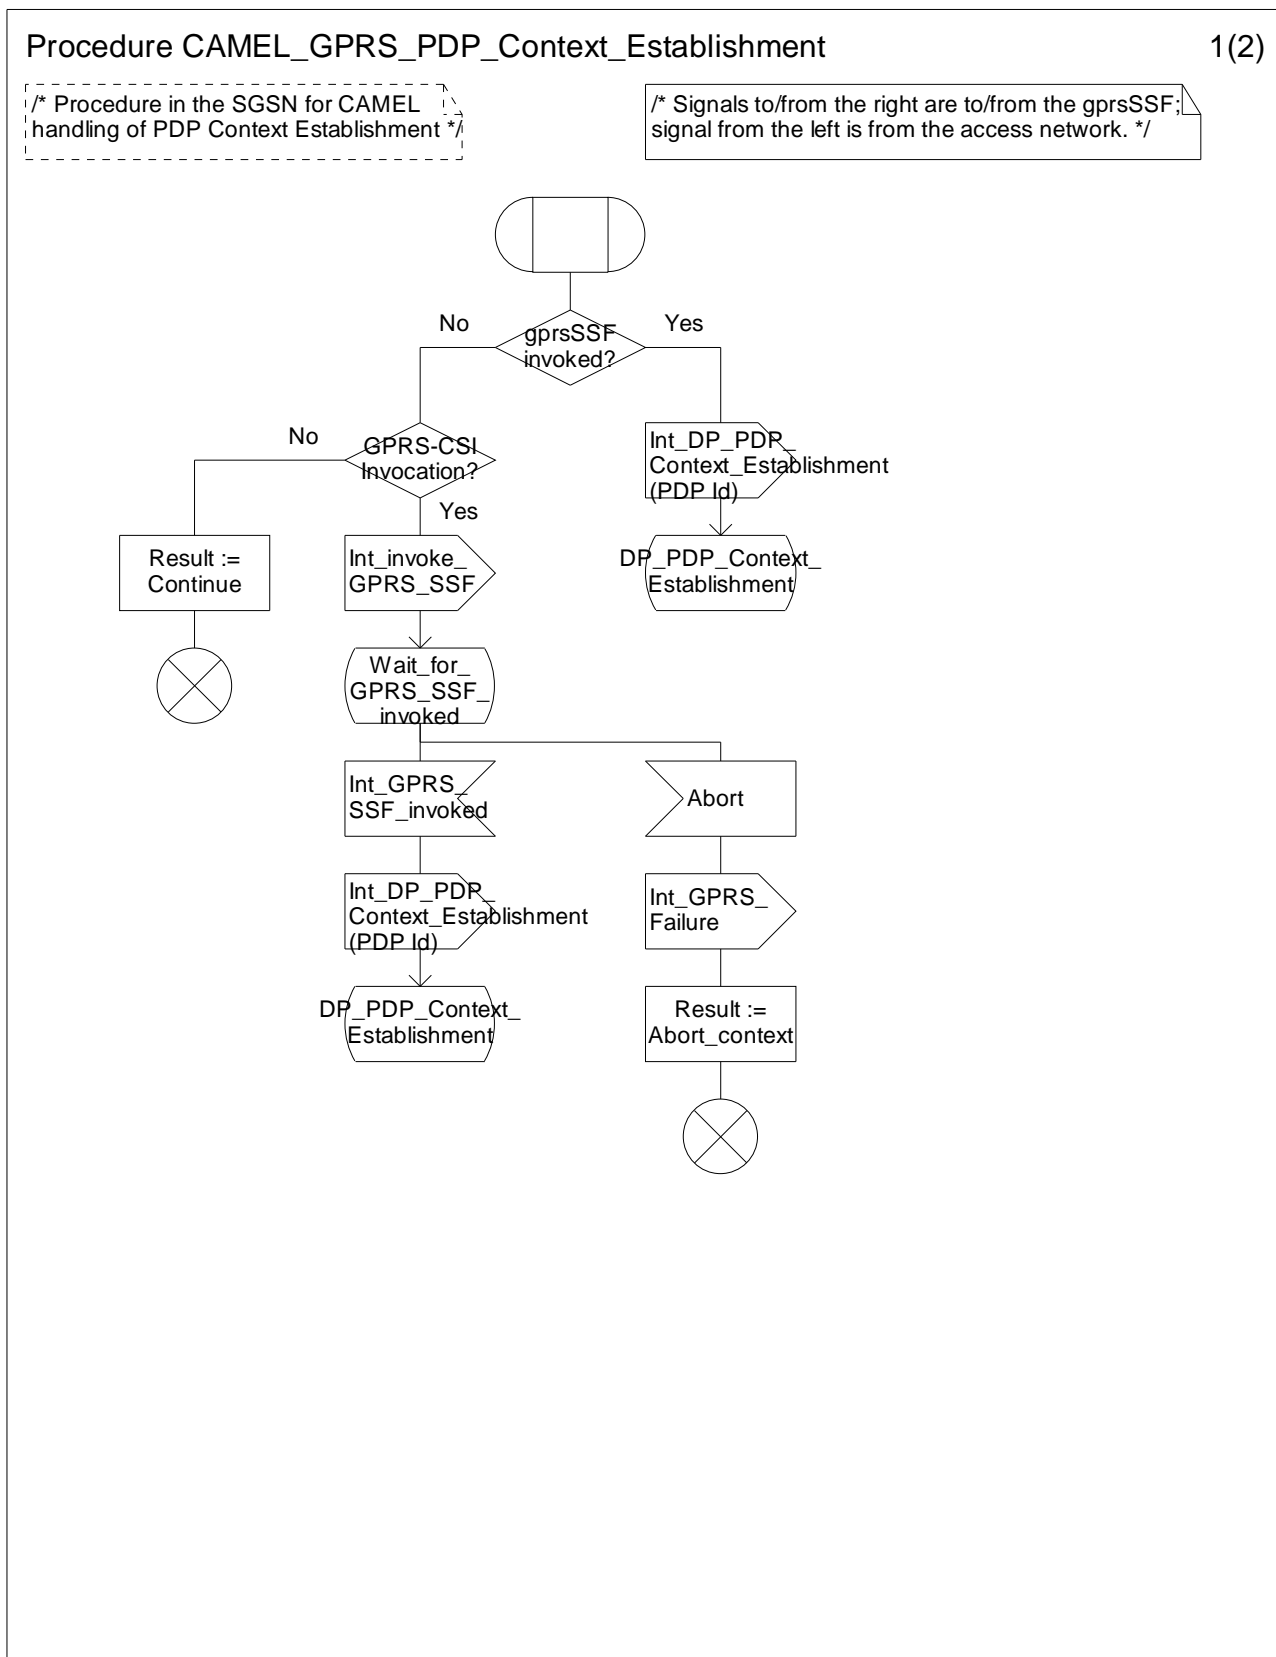 Procedure CAMEL_GPRS_PDP_Context_Establishment
1(2)
/* Procedure in the SGSN for CAMEL
handling of PDP Context Establishment */
/* Signals to/from the right are to/from the gprsSSF;
signal from the left is from the access network. */
No
gprsSSF
invoked?
Yes
No
GPRS-CSI
Invocation?
Yes
Int_DP_PDP_
Context_Establishment
(PDP Id)
Result :=
Continue
Int_invoke_
GPRS_SSF
DP_PDP_Context_
Establishment
Wait_for_
GPRS_SSF_
invoked
Int_GPRS_
SSF_invoked
Abort
Int_DP_PDP_
Context_Establishment
(PDP Id)
Int_GPRS_
Failure
DP_PDP_Context_
Establishment
Result :=
Abort_context